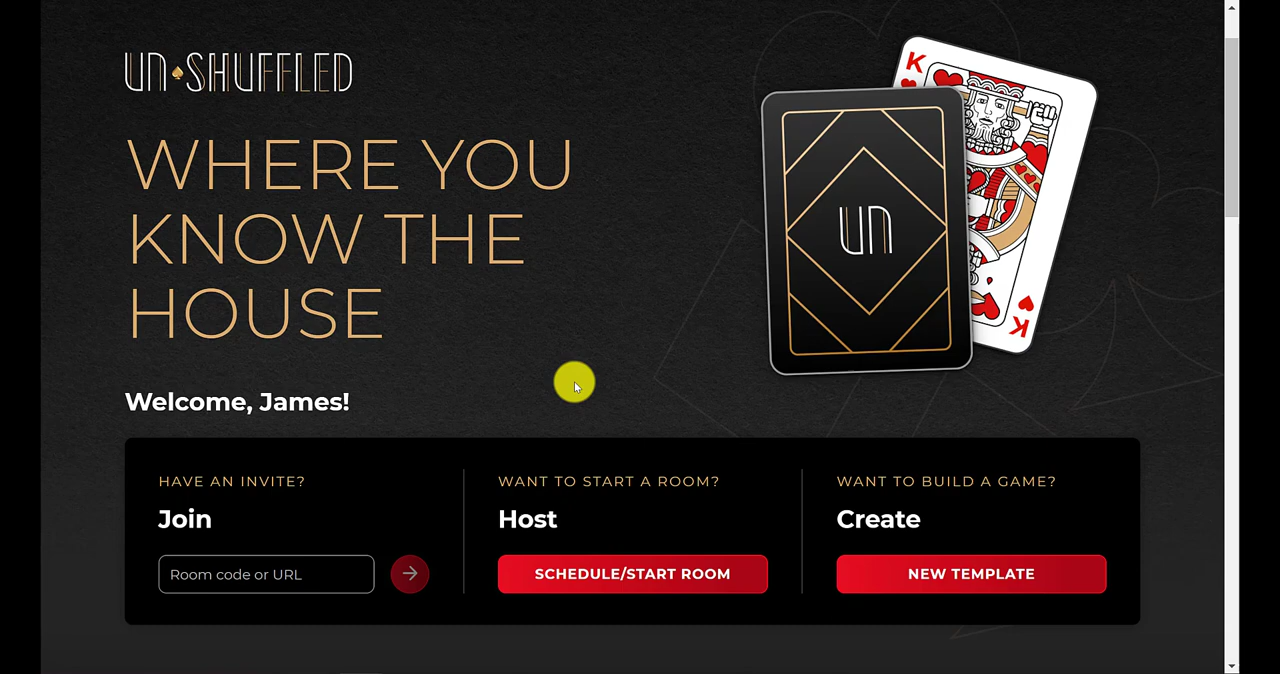 UN♠SHUFFLED
WHERE YOU
KNOW THE
HOUSE
K
UN
K
Welcome, James!
HAVE AN INVITE?
Join
Room code or URL
WANT TO START A ROOM?
Host
SCHEDULE/START ROOM
WANT TO BUILD A GAME?
Create
NEW TEMPLATE